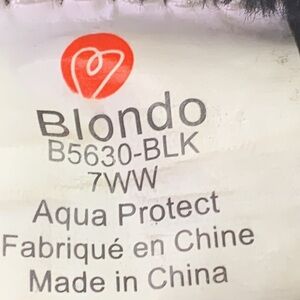 Blondo
B5630-BLK
7WW
Aqua Protect
Fabriqué en Chine
Made in China